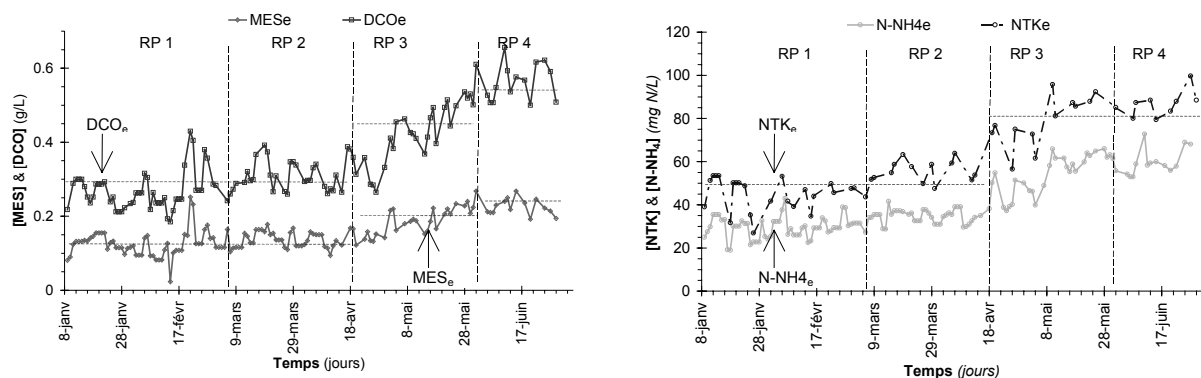 MESe DCOe
RP 1 RP 2 RP 3 RP 4
[MES] & [DCO] (g/L)
0.6
0.4
0.2
0
DCOe
MESe
8-janv
28-janv
17-févr
9-mars
29-mars
18-avr
8-mai
28-mai
17-juin
Temps (jours)
N-NH4e NTKe
RP 1 RP 2 RP 3 RP 4
[NTK] & [N-NH4] (mg N/L)
120
100
80
60
40
20
0
NTKe
N-NH4e
8-janv
28-janv
17-févr
9-mars
29-mars
18-avr
8-mai
28-mai
17-juin
Temps (jours)